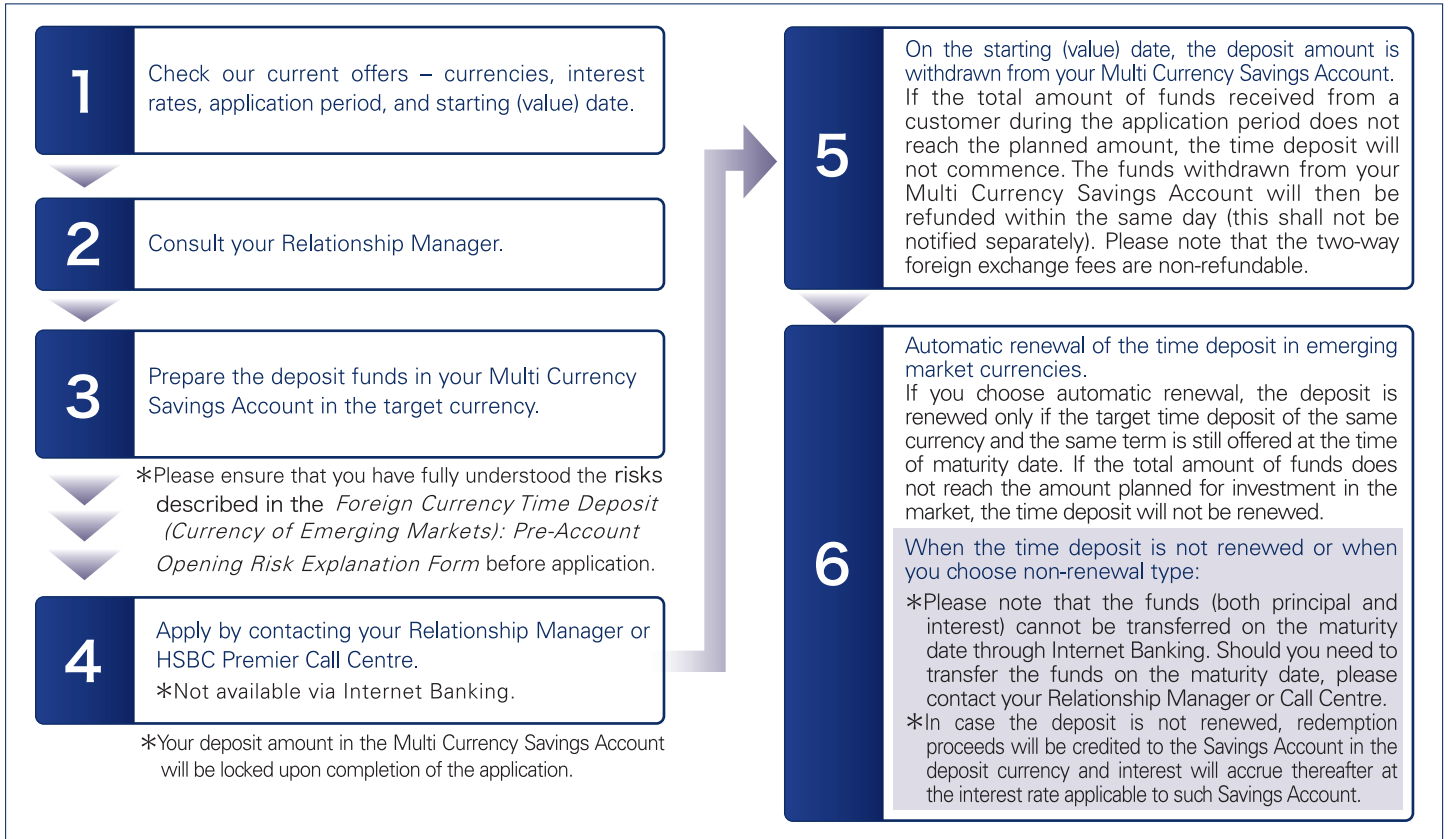 1
Check our current offers – currencies, interest
rates, application period, and starting (value) date.
2
Consult your Relationship Manager.
3
Prepare the deposit funds in your Multi Currency
Savings Account in the target currency.
*Please ensure that you have fully understood the risks
described in the Foreign Currency Time Deposit
(Currency of Emerging Markets): Pre-Account
Opening Risk Explanation Form before application.
4
Apply by contacting your Relationship Manager or
HSBC Premier Call Centre.
*Not available via Internet Banking.
*Your deposit amount in the Multi Currency Savings Account
will be locked upon completion of the application.
5
On the starting (value) date, the deposit amount is
withdrawn from your Multi Currency Savings Account.
If the total amount of funds received from a
customer during the application period does not
reach the planned amount, the time deposit will
not commence. The funds withdrawn from your
Multi Currency Savings Account will then be
refunded within the same day (this shall not be
notified separately). Please note that the two-way
foreign exchange fees are non-refundable.
6
Automatic renewal of the time deposit in emerging
market currencies.
If you choose automatic renewal, the deposit is
renewed only if the target time deposit of the same
currency and the same term is still offered at the time
of maturity date. If the total amount of funds does
not reach the amount planned for investment in the
market, the time deposit will not be renewed.
When the time deposit is not renewed or when
you choose non-renewal type:
*Please note that the funds (both principal and
interest) cannot be transferred on the maturity
date through Internet Banking. Should you need to
transfer the funds on the maturity date, please
contact your Relationship Manager or Call Centre.
*In case the deposit is not renewed, redemption
proceeds will be credited to the Savings Account in the
deposit currency and interest will accrue thereafter at
the interest rate applicable to such Savings Account.